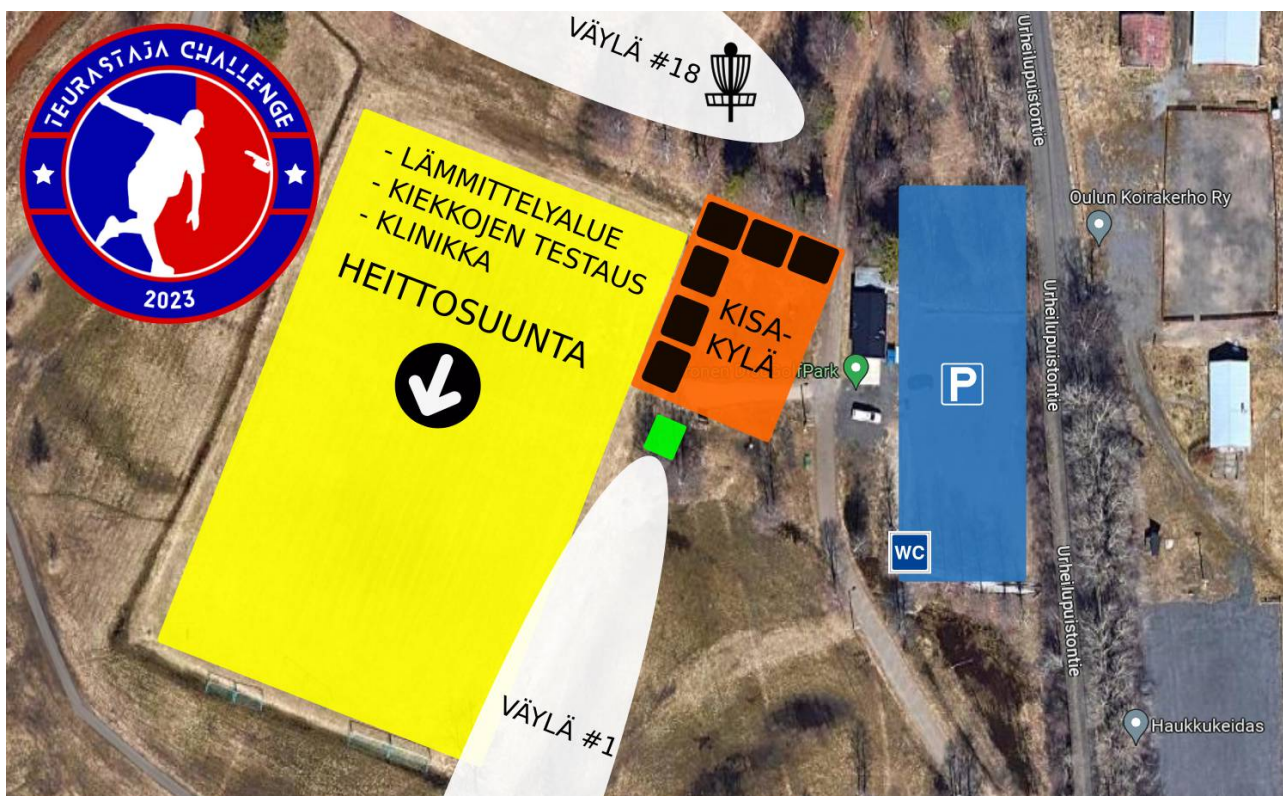 TEURASTAJA CHALLENGE
2023
VÄYLÄ #18
- LÄMMITTELYALUE
- KIEKKOJEN TESTAUS
- KLINIKKA
HEITTOSUUNTA
KISA-
KYLÄ
Park
P
WC
VÄYLÄ #1
Urheilupuistontie
Oulun Koirakerho Ry
Urheilupuistontie
Urheilupuistontie
Haukkukeidas